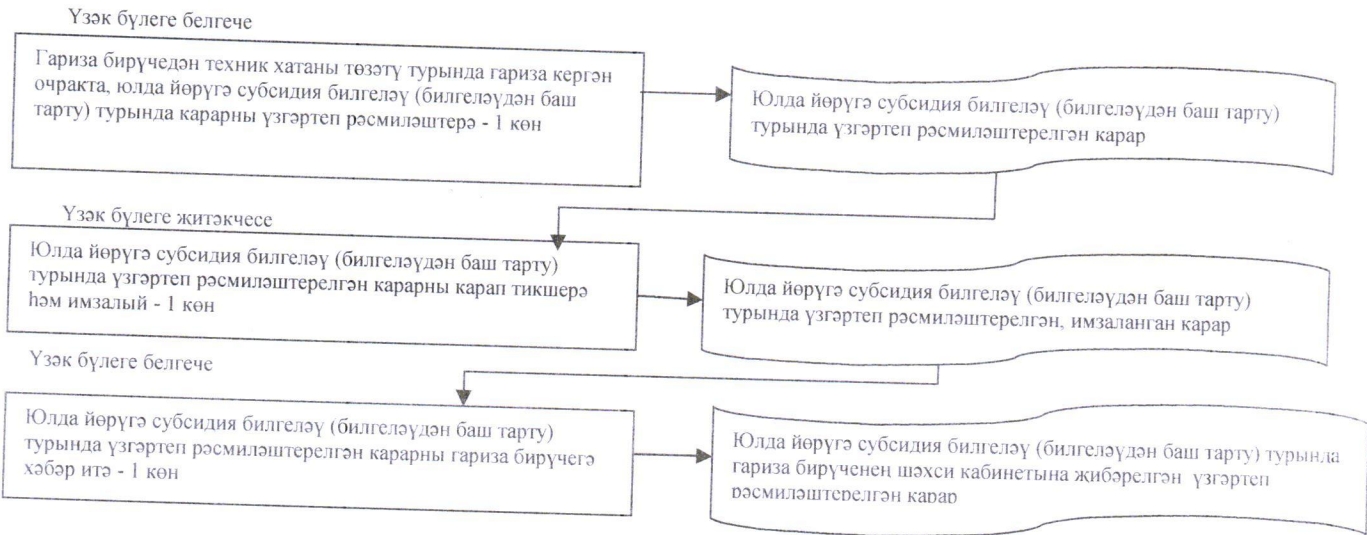 Үзәк бүлеге белгече
Гариза бирүчедән техник хатаны төзәтү турында гариза кергән
очракта, юлда йөрүгә субсидия билгеләү (билгеләүдән баш
тарту) турында карарны үзгәртеп рәсмиләштерә - 1 көн
Юлда йөрүгә субсидия билгеләү (билгеләүдән баш тарту)
турында үзгәртеп рәсмиләштерелгән карар
Үзәк бүлеге житәкчесе
Юлда йөрүгә субсидия билгеләү (билгеләүдән баш тарту)
турында үзгәртеп рәсмиләштерелгән карарны карап тикшерә
һәм имзалый - 1 көн
Юлда йөрүгә субсидия билгеләү (билгеләүдән баш тарту)
турында үзгәртеп рәсмиләштерелгән, имзаланган карар
Үзәк бүлеге белгече
Юлда йөрүгә субсидия билгеләү (билгеләүдән баш тарту)
турында үзгәртеп рәсмиләштерелгән карарны гариза бирүчегә
хәбәр итә - 1 көн
Юлда йөрүгә субсидия билгеләү (билгеләүдән баш тарту) турында
гариза бирүченең шәхси кабинетына жибәрелгән үзгәртеп
рәсмиләштерелгән карар